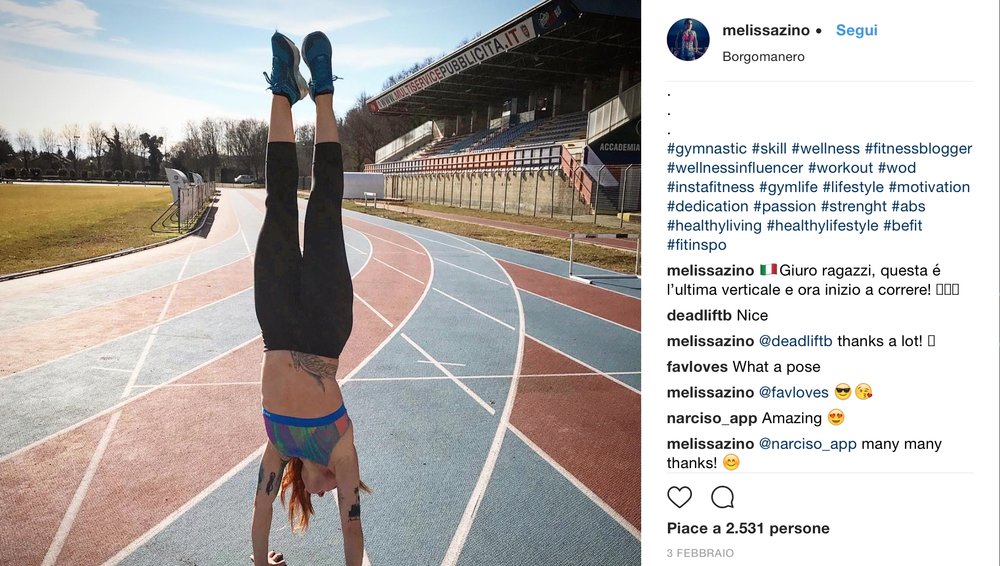 WWW.MULTISERVICEPUBBLICITA.IT
ACCADEMIA
melissazino • Segui
Borgomanero
.
.
.
#gymnastic #skill #wellness #fitnessblogger
#wellnessinfluencer #workout #wod
#instafitness #gymlife #lifestyle #motivation
#dedication #passion #strenght #abs
#healthyliving #healthylifestyle #befit
#fitinspo
melissazino 🇮🇹Giuro ragazzi, questa é
l'ultima verticale e ora inizio a correre! 
deadliftb Nice
melissazino @deadliftb thanks a lot! 
favloves What a pose
melissazino @favloves 😎😘
narciso_app Amazing 😍
melissazino @narciso_app many many
thanks! 😊
Piace a 2.531 persone
3 FEBBRAIO